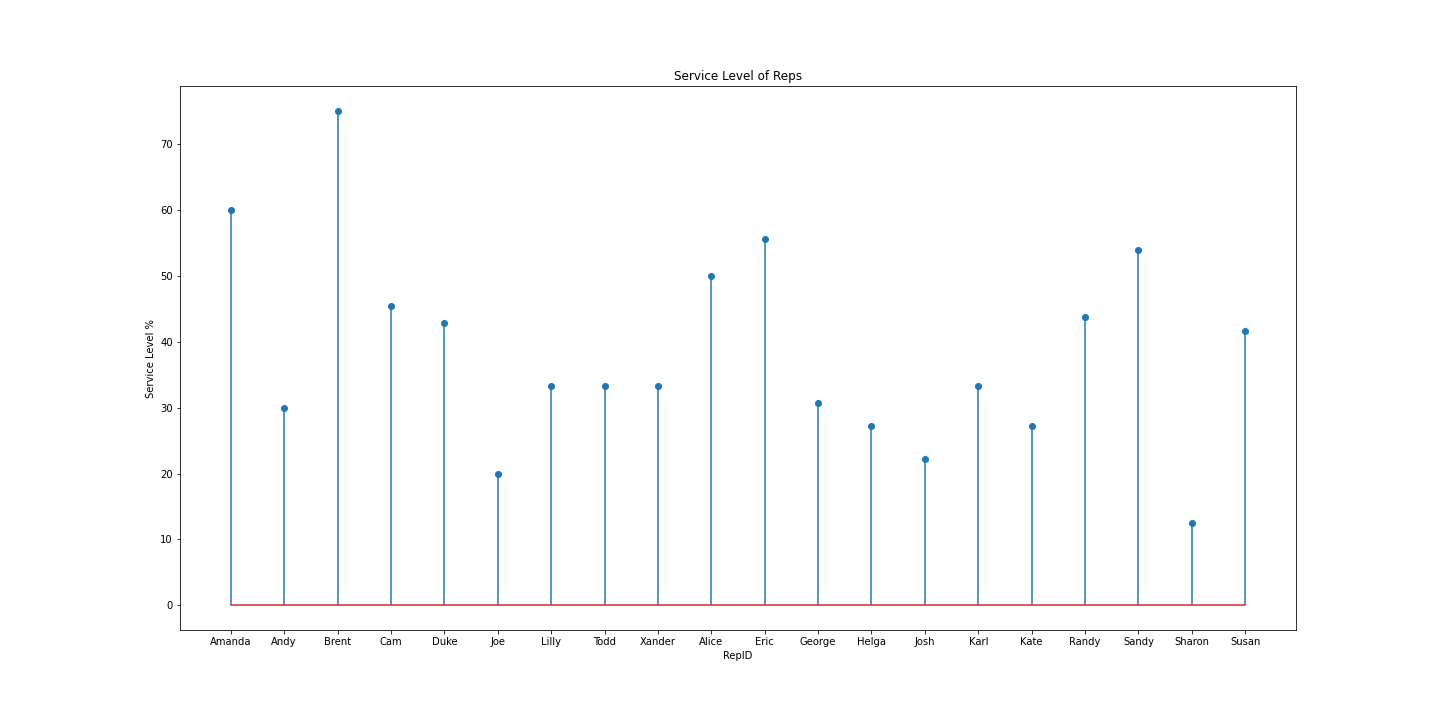 Service Level of Reps
Service Level %
70
60
50
40
30
20
10
0
Amanda Andy Brent Cam Duke Joe Lilly Todd Xander Alice Eric George Helga Josh Karl Kate Randy Sandy Sharon Susan
RepID